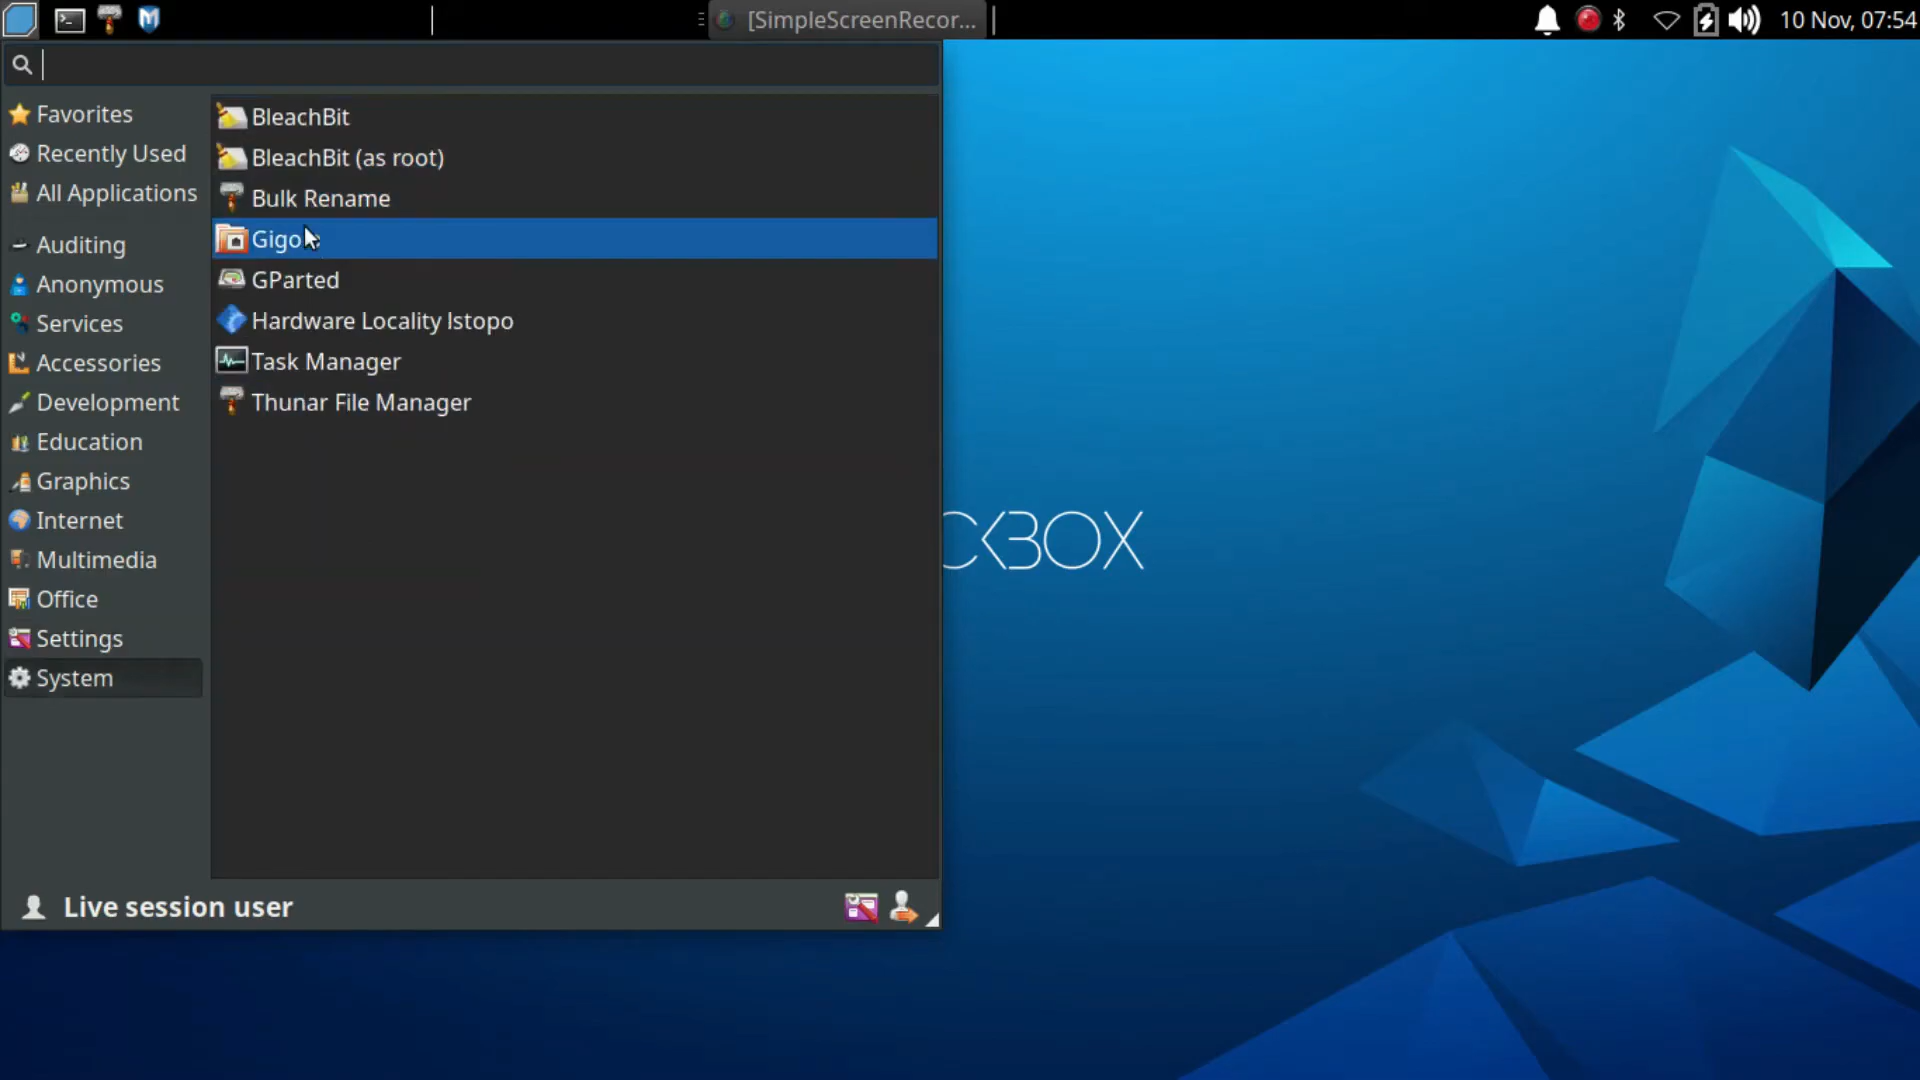 [SimpleScreenRecor...
10 Nov, 07:54
Favorites
Recently Used
All Applications
Auditing
Anonymous
Services
Accessories
Development
Education
Graphics
Internet
Multimedia
Office
Settings
System
BleachBit
BleachBit (as root)
Bulk Rename
Gigo
GParted
Hardware Locality lstopo
Task Manager
Thunar File Manager
CKBOX
Live session user